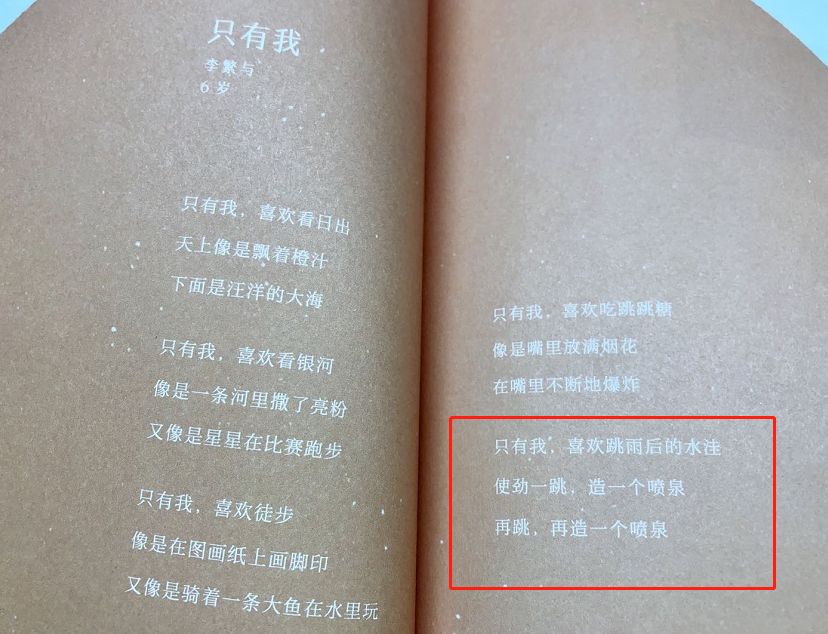 只有我
李繁与
6岁
只有我，喜欢看日出
天上像是飘着橙汁
下面是汪洋的大海
只有我，喜欢看银河
像是一条河里撒了亮粉
又像是星星在比赛跑步
只有我，喜欢徒步
像是在图画纸上画脚印
又像是骑着一条大鱼在水里玩
只有我，喜欢吃跳跳糖
像是嘴里放满烟花
在嘴里不断地爆炸
只有我，喜欢跳雨后的水洼
使劲一跳，造一个喷泉
再跳，再造一个喷泉